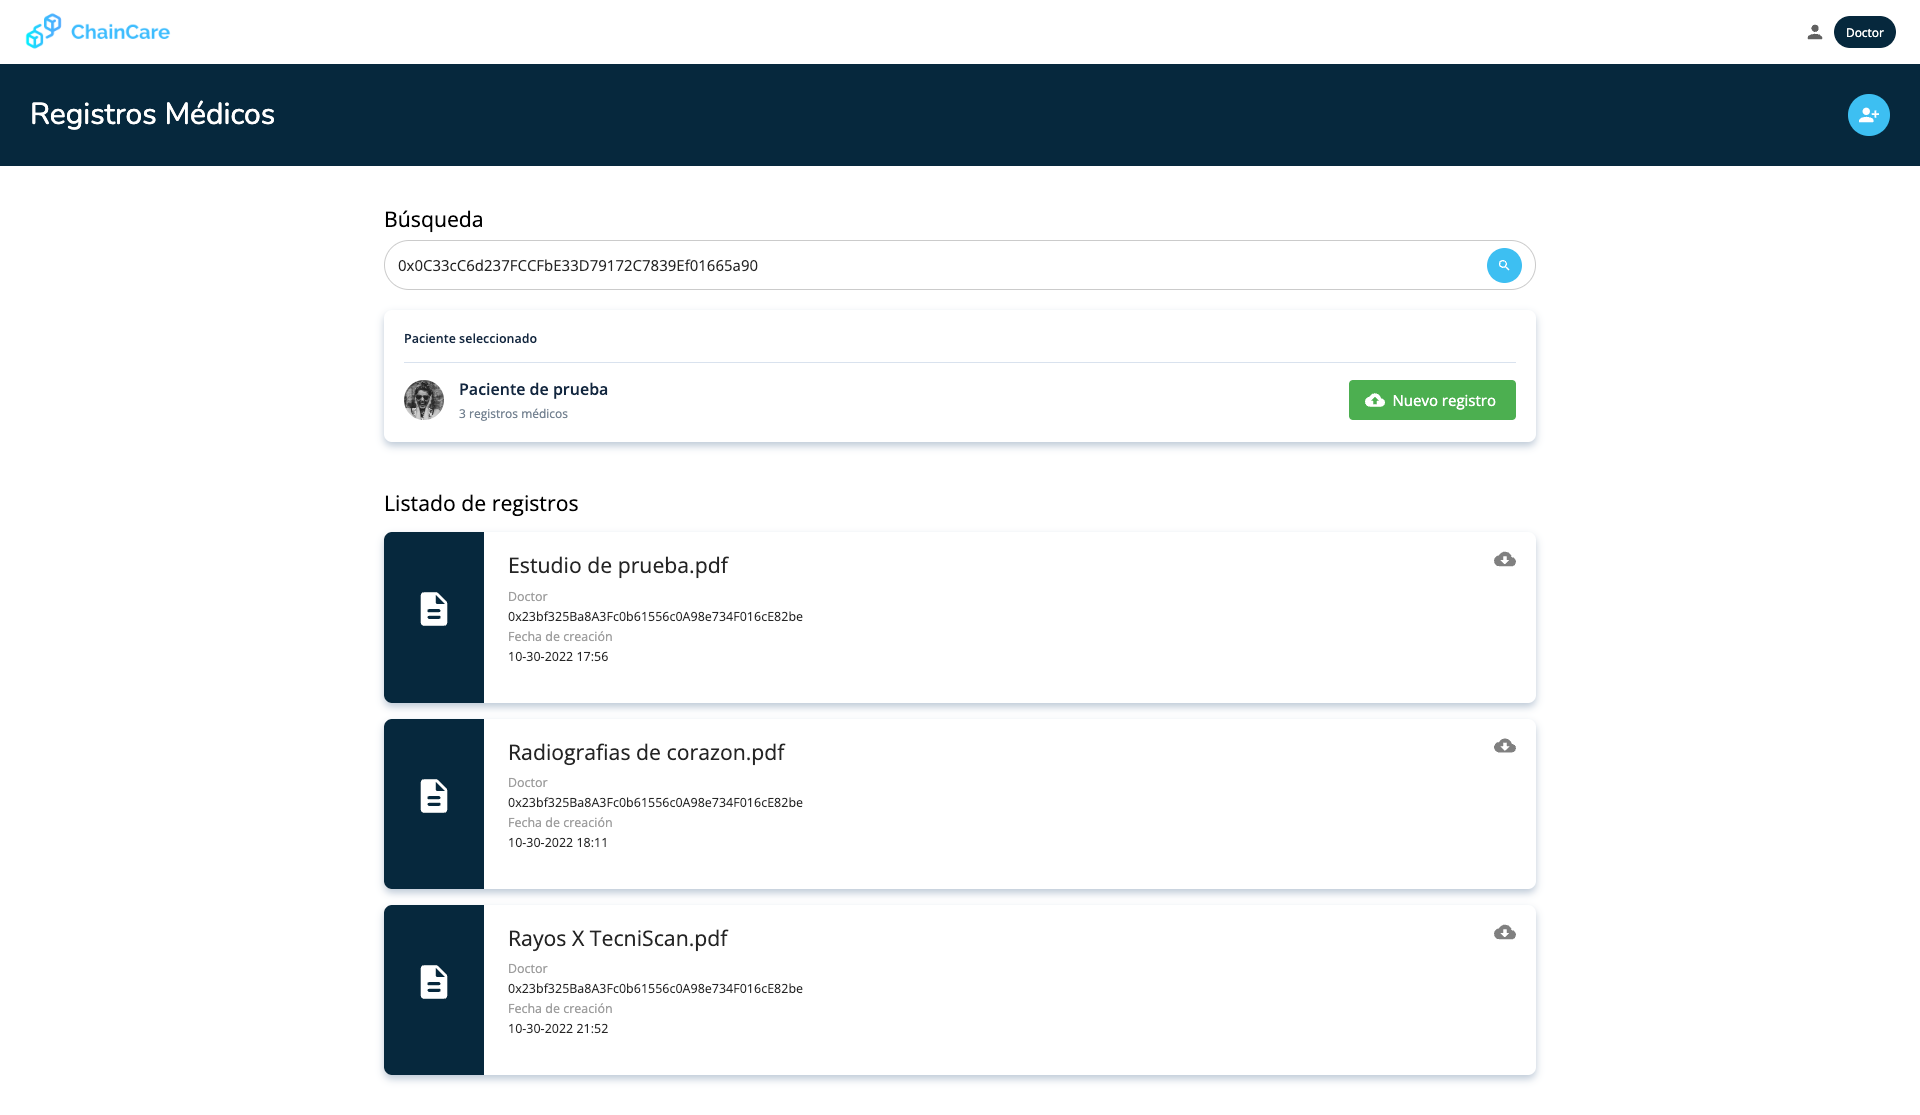 ChainCare
Doctor
Registros Médicos
Búsqueda
0x0C33cC6d237FCCFbE33D79172C7839Ef01665a90
Paciente seleccionado
Paciente de prueba
3 registros médicos
Nuevo registro
Listado de registros
Estudio de prueba.pdf
Doctor
0x23bf325Ba8A3Fc0b61556c0A98e734F016cE82be
Fecha de creación
10-30-2022 17:56
Radiografias de corazon.pdf
Doctor
0x23bf325Ba8A3Fc0b61556c0A98e734F016cE82be
Fecha de creación
10-30-2022 18:11
Rayos X TecniScan.pdf
Doctor
0x23bf325Ba8A3Fc0b61556c0A98e734F016cE82be
Fecha de creación
10-30-2022 21:52